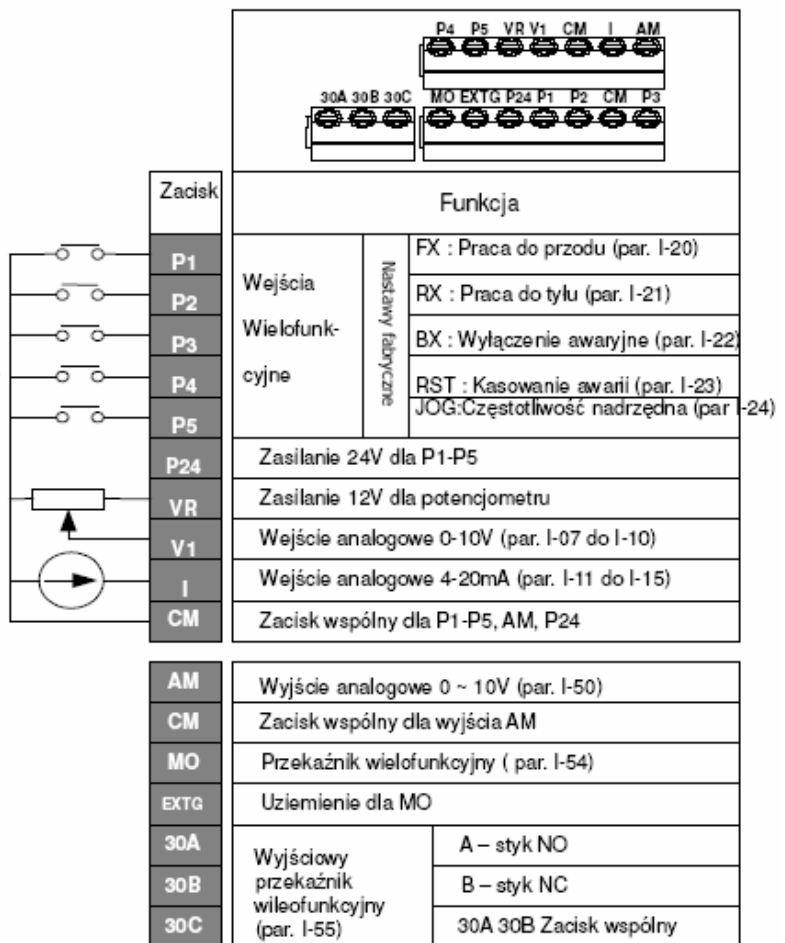 P4 P5 VR V1 CM I AM
30A 30B 30C MO EXTG P24 P1 P2 CM P3
Zacisk Funkcja
P1 Wejścia Wielofunk- cyjne Nastawy fabryczne FX : Praca do przodu (par. I-20)
P2 RX : Praca do tyłu (par. I-21)
P3 BX : Wyłączenie awaryjne (par. I-22)
P4 RST : Kasowanie awarii (par. I-23)
P5 JOG:Częstotliwość nadrzędna (par I-24)
P24 Zasilanie 24V dla P1-P5
VR Zasilanie 12V dla potencjometru
V1 Wejście analogowe 0-10V (par. I-07 do I-10)
I Wejście analogowe 4-20mA (par. I-11 do I-15)
CM Zacisk wspólny dla P1-P5, AM, P24
AM Wyjście analogowe 0 ~ 10V (par. I-50)
CM Zacisk wspólny dla wyjścia AM
MO Przekaźnik wielofunkcyjny ( par. I-54)
EXTG Uziemienie dla MO
30A Wyjściowy przekaźnik wileofunkcyjny (par. I-55) A – styk NO
30B B – styk NC
30C 30A 30B Zacisk wspólny